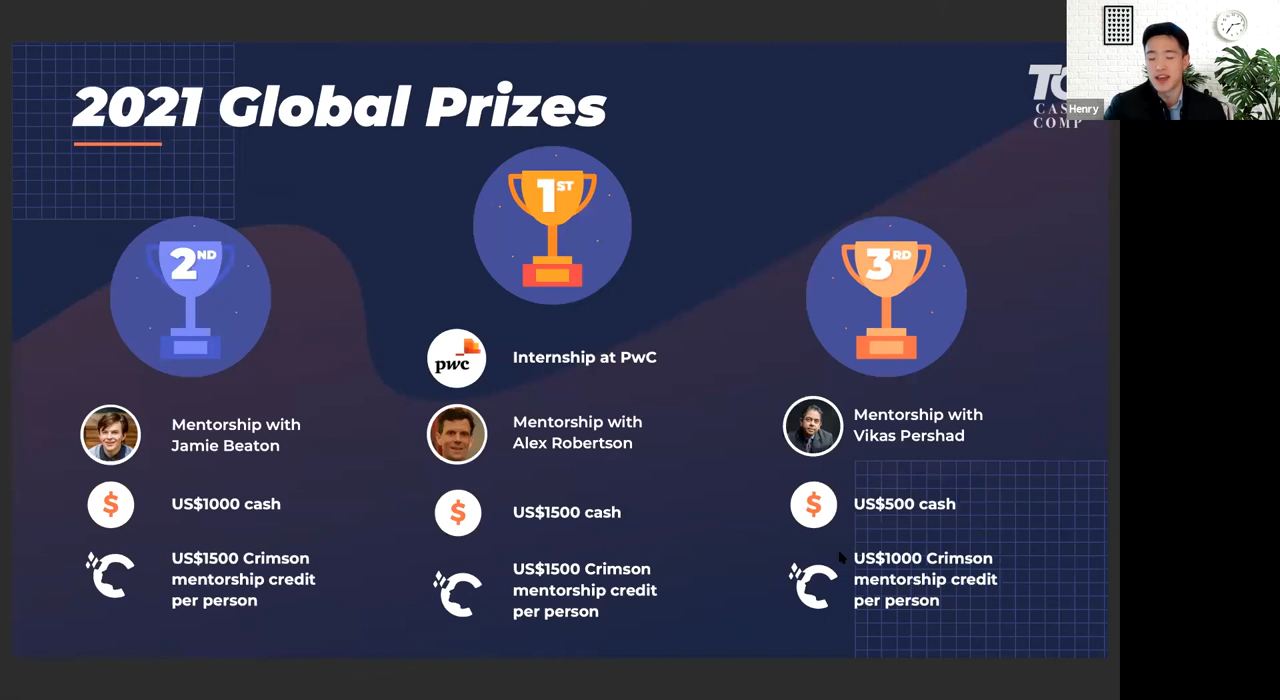 2021 Global Prizes
Henry
CAS
COMP
1ST
2ND
3RD
pwc
Internship at PwC
Mentorship with
Jamie Beaton
US$1000 cash
US$1500 Crimson
mentorship credit
per person
Mentorship with
Alex Robertson
US$1500 cash
US$1500 Crimson
mentorship credit
per person
Mentorship with
Vikas Pershad
US$500 cash
US$1000 Crimson
mentorship credit
per person